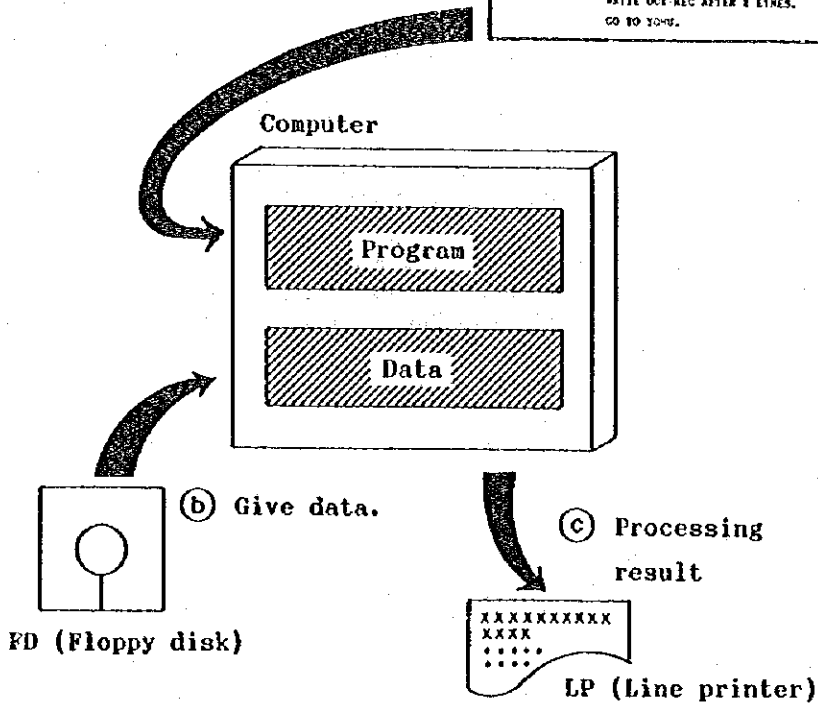 WRITE OUT-REC AFTER 2 LINES.
GO TO
Computer
Program
Data
ⓑ Give data.
ⓒ Processing
result
XXXXXXXXXX
XXXX
FD (Floppy disk)
LP (Line printer)